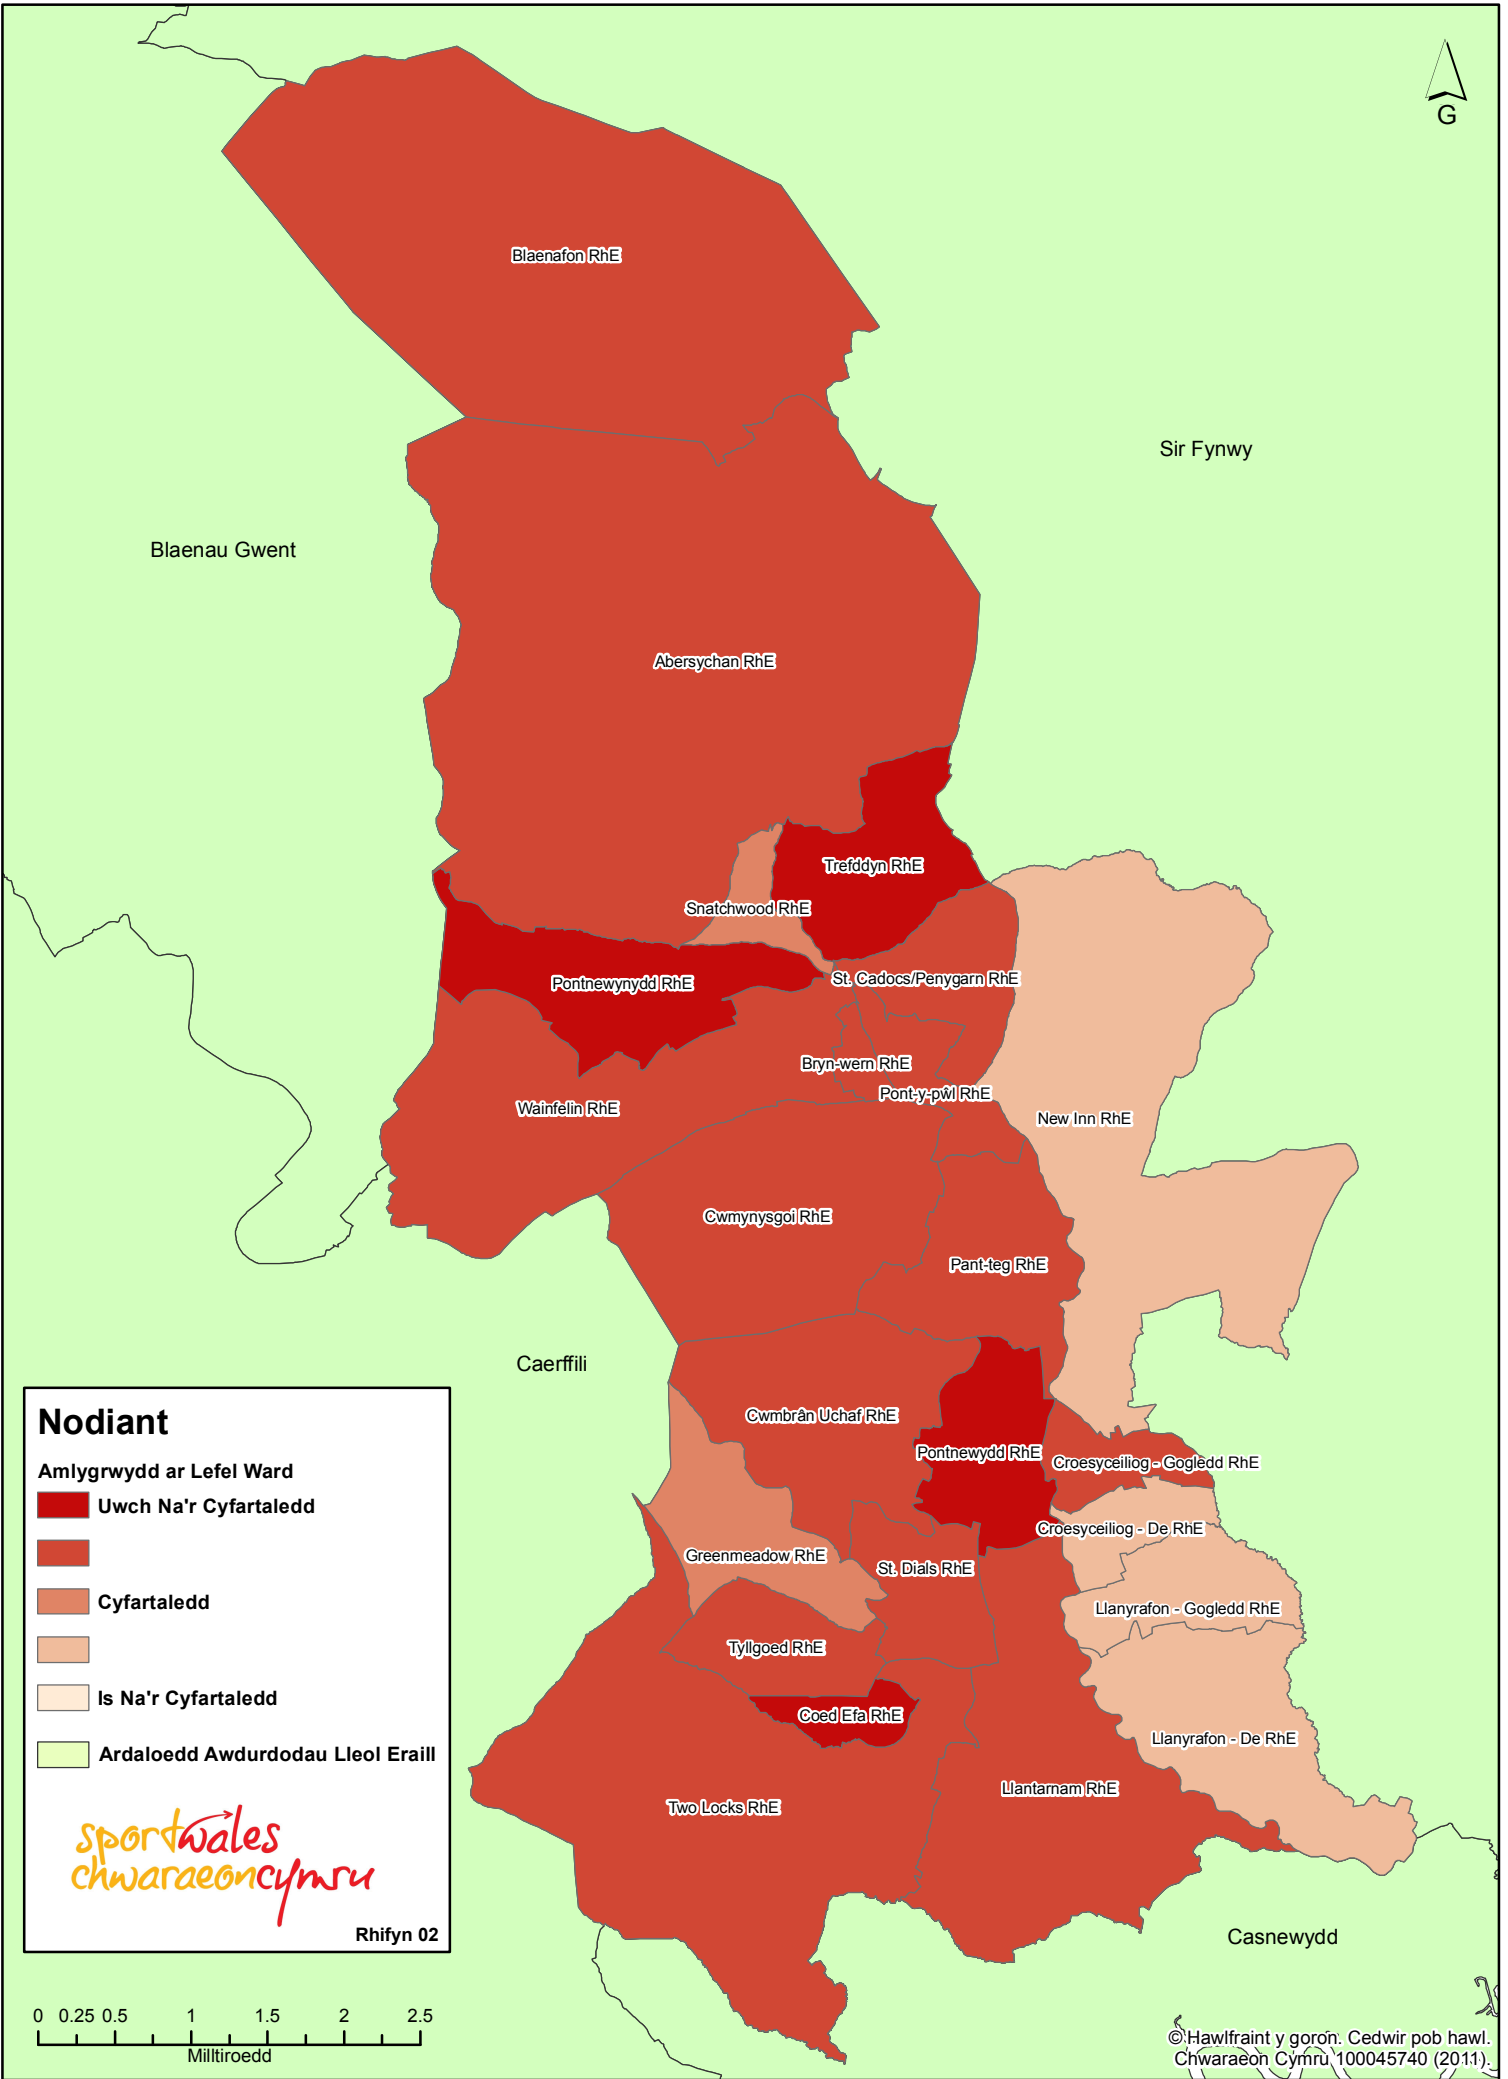 G
Blaenafon RhE
Sir Fynwy
Blaenau Gwent
Abersychan RhE
Trefddyn RhE
Snatchwood RhE
St. Cadocs/Penygarn RhE
Pontnewynydd RhE
Bryn-wern RhE
Pont-y-pŵl RhE
Wainfelin RhE
New Inn RhE
Cwmynysgoi RhE
Pant-teg RhE
Caerffili
Cwmbrân Uchaf RhE
Pontnewydd RhE
Croesyceiliog - Gogledd RhE
Croesyceiliog - De RhE
Greenmeadow RhE
St. Dials RhE
Llanyrafon - Gogledd RhE
Tyllgoed RhE
Coed Efa RhE
Llanyrafon - De RhE
Llantarnam RhE
Two Locks RhE
Casnewydd
Nodiant
Amlygrwydd ar Lefel Ward
Uwch Na'r Cyfartaledd
Cyfartaledd
Is Na'r Cyfartaledd
Ardaloedd Awdurdodau Lleol Eraill
sportwales
chwaraeoncymru
Rhifyn 02
0 0.25 0.5 1 1.5 2 2.5
Milltiroedd
© Hawlfraint y goron. Cedwir pob hawl.
Chwaraeon Cymru 100045740 (2011).